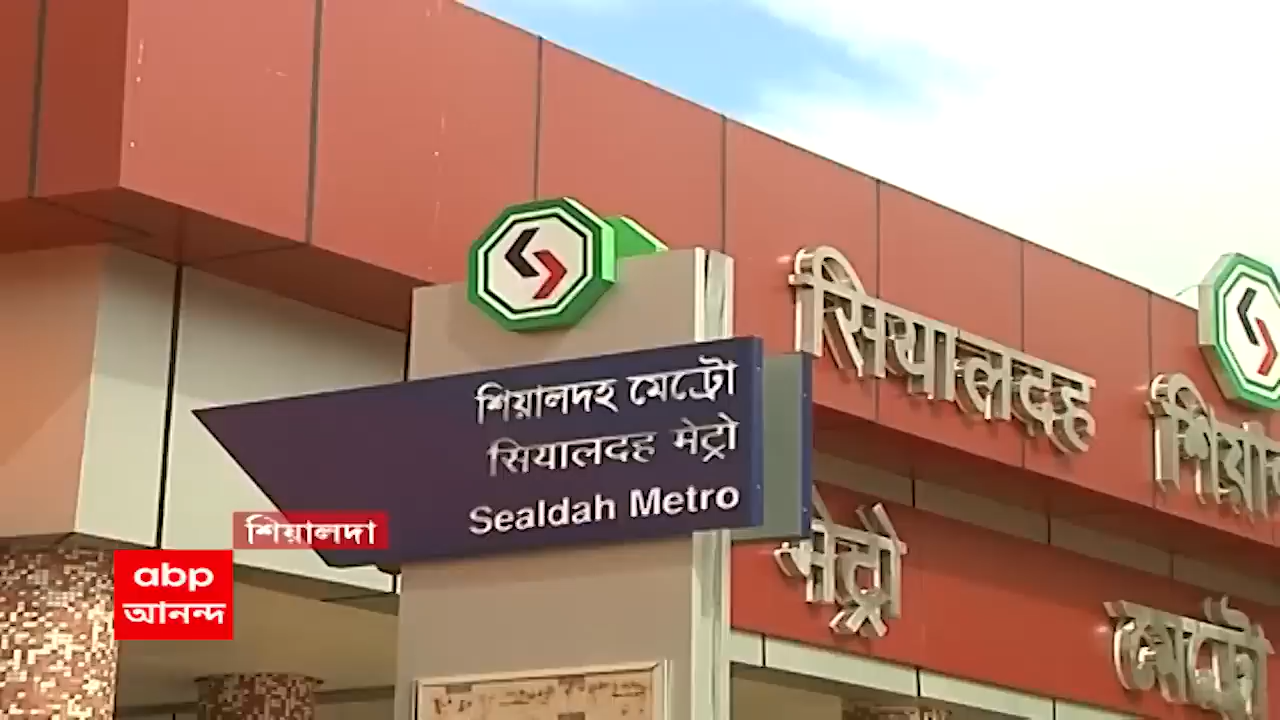 सियालदह
शिয়াল
শিয়ালদহ মেট্রো
सियालदह मेट्रो
Sealdah Metro
मेट्रो
মেট্রো
শিয়ালদা
abp
আনন্দ